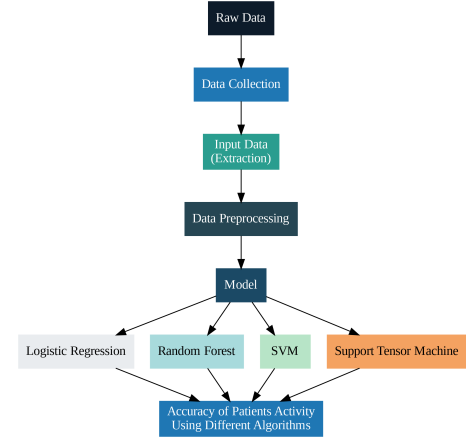 Raw Data
Data Collection
Input Data
(Extraction)
Data Preprocessing
Model
Logistic Regression
Random Forest
SVM
Support Tensor Machine
Accuracy of Patients Activity
Using Different Algorithms